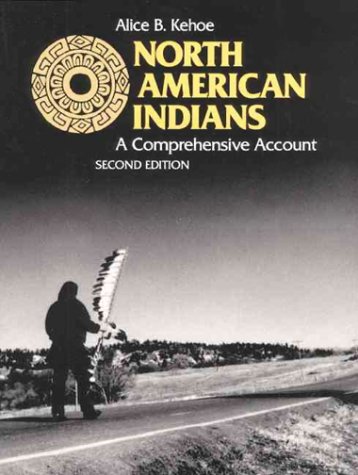 Alice B. Kehoe
NORTH
AMERICAN
INDIANS
A Comprehensive Account
SECOND EDITION